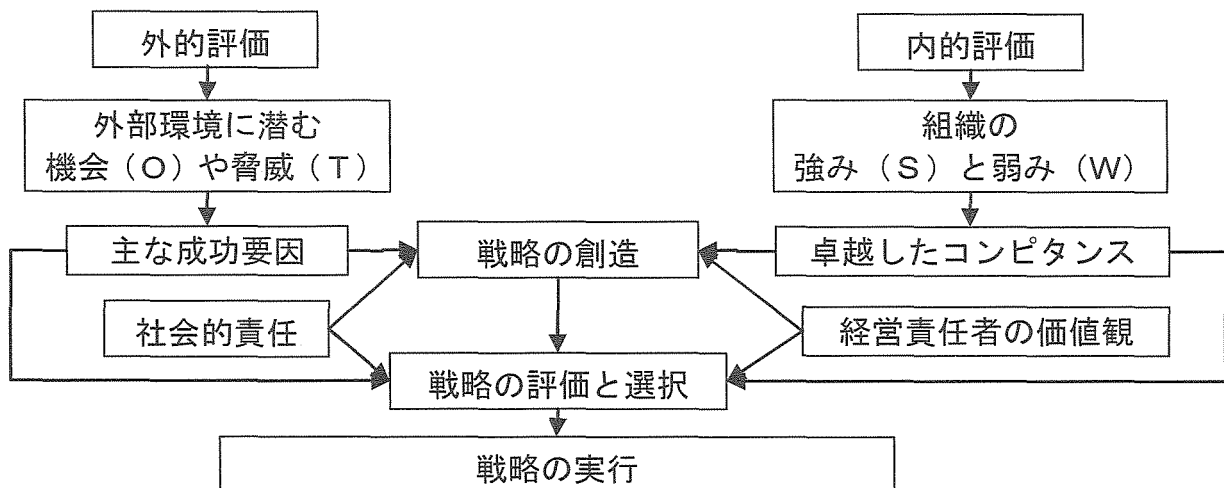 外的評価
内的評価
外部環境に潜む
機会（O）や脅威（T）
組織の
強み（S）と弱み（W）
主な成功要因
戦略の創造
卓越したコンピタンス
社会的責任
経営責任者の価値観
戦略の評価と選択
戦略の実行